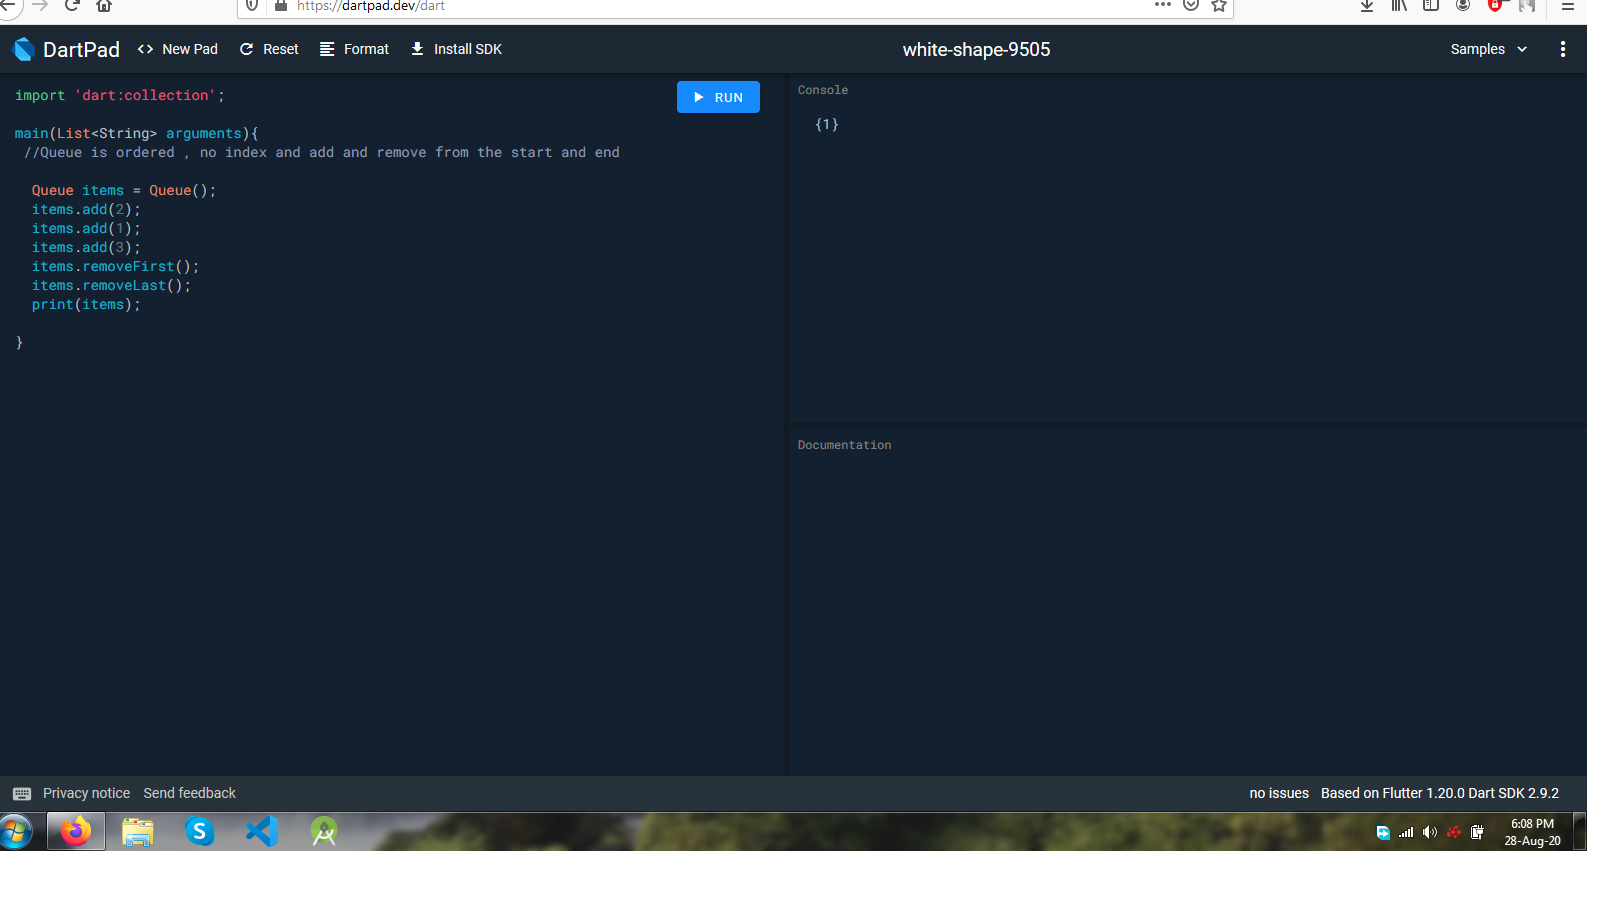 https://dartpad.dev/dart
DartPad <> New Pad Reset Format Install SDK white-shape-9505 Samples
import 'dart:collection';
RUN
main(List<String> arguments){
//Queue is ordered , no index and add and remove from the start and end
Queue items = Queue();
items.add(2);
items.add(1);
items.add(3);
items.removeFirst();
items.removeLast();
print(items);
}
Console
{1}
Documentation
Privacy notice Send feedback no issues Based on Flutter 1.20.0 Dart SDK 2.9.2
S
6:08 PM
28-Aug-20